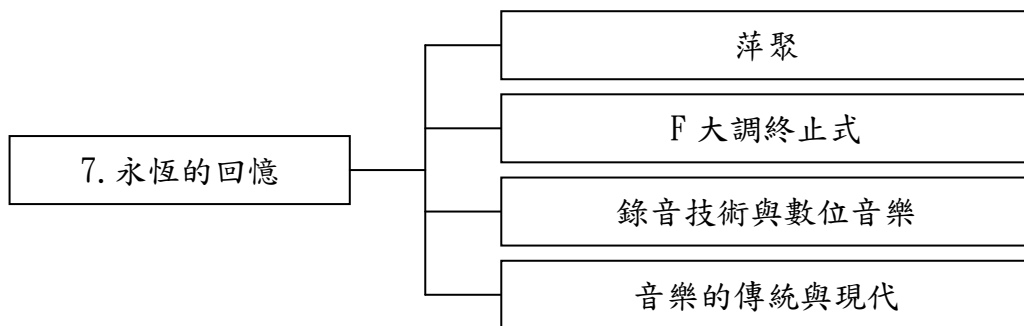 7.永恆的回憶
萍聚
F 大調終止式
錄音技術與數位音樂
音樂的傳統與現代